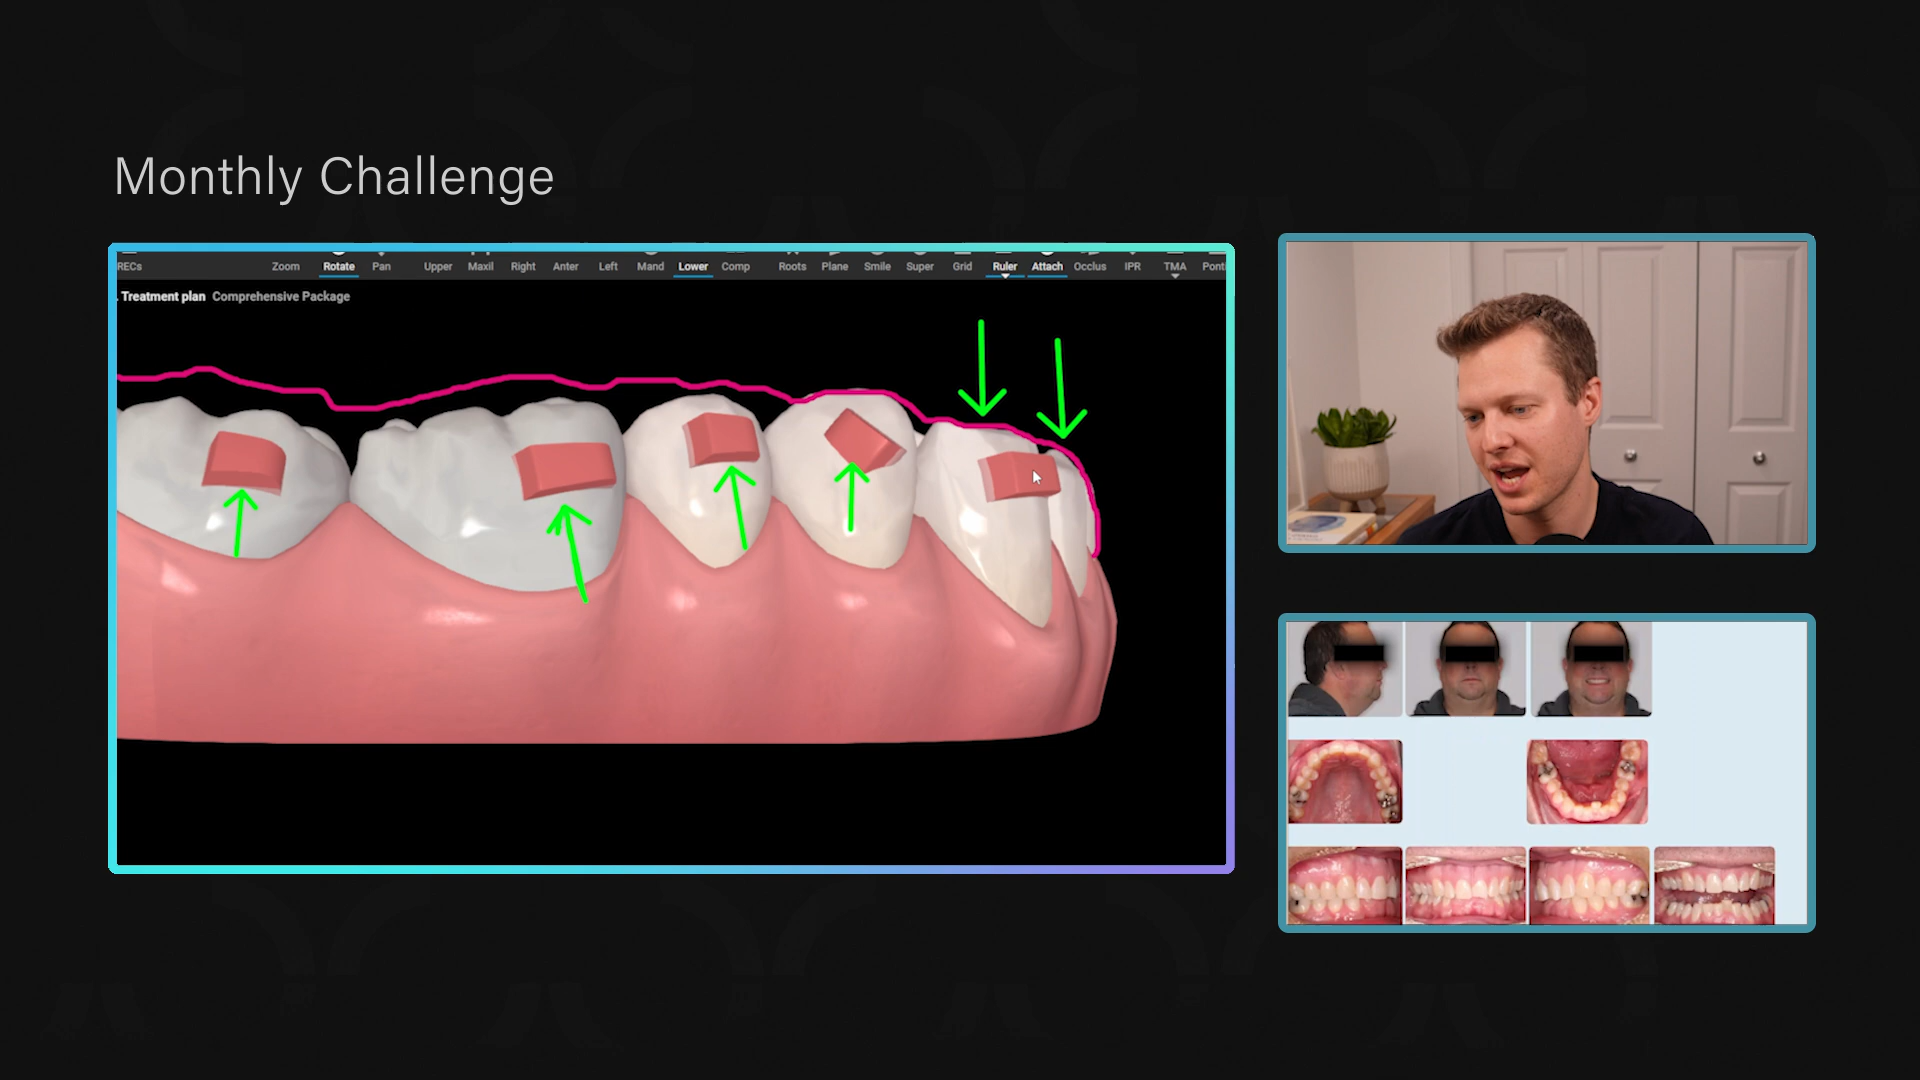 Monthly Challenge
RECs Zoom Rotate Pan Upper Maxil Right Anter Left Mand Lower Comp Roots Plane Smile Super Grid Ruler Attach Occlus IPR TMA Ponti
. Treatment plan Comprehensive Package